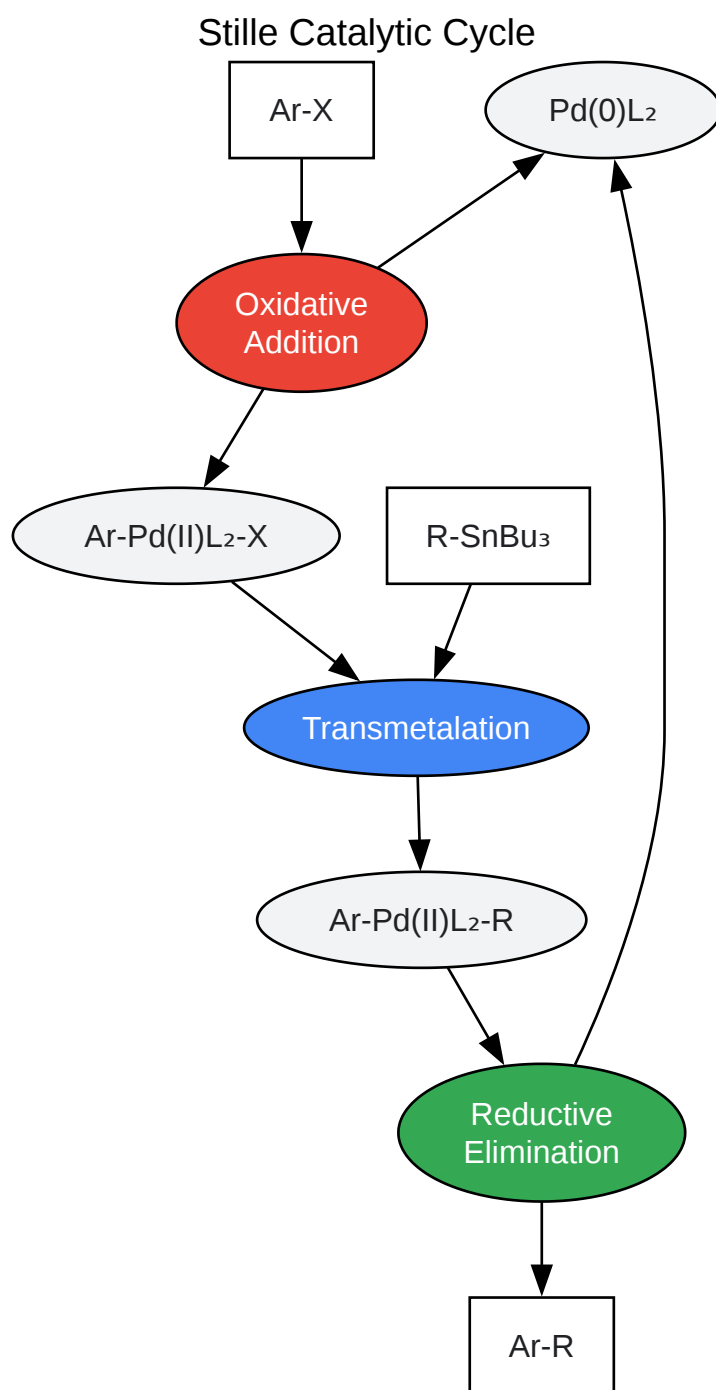 Stille Catalytic Cycle
Ar-X
Pd(0)L₂
Oxidative
Addition
Ar-Pd(II)L₂-X
R-SnBu₃
Transmetalation
Ar-Pd(II)L₂-R
Reductive
Elimination
Ar-R